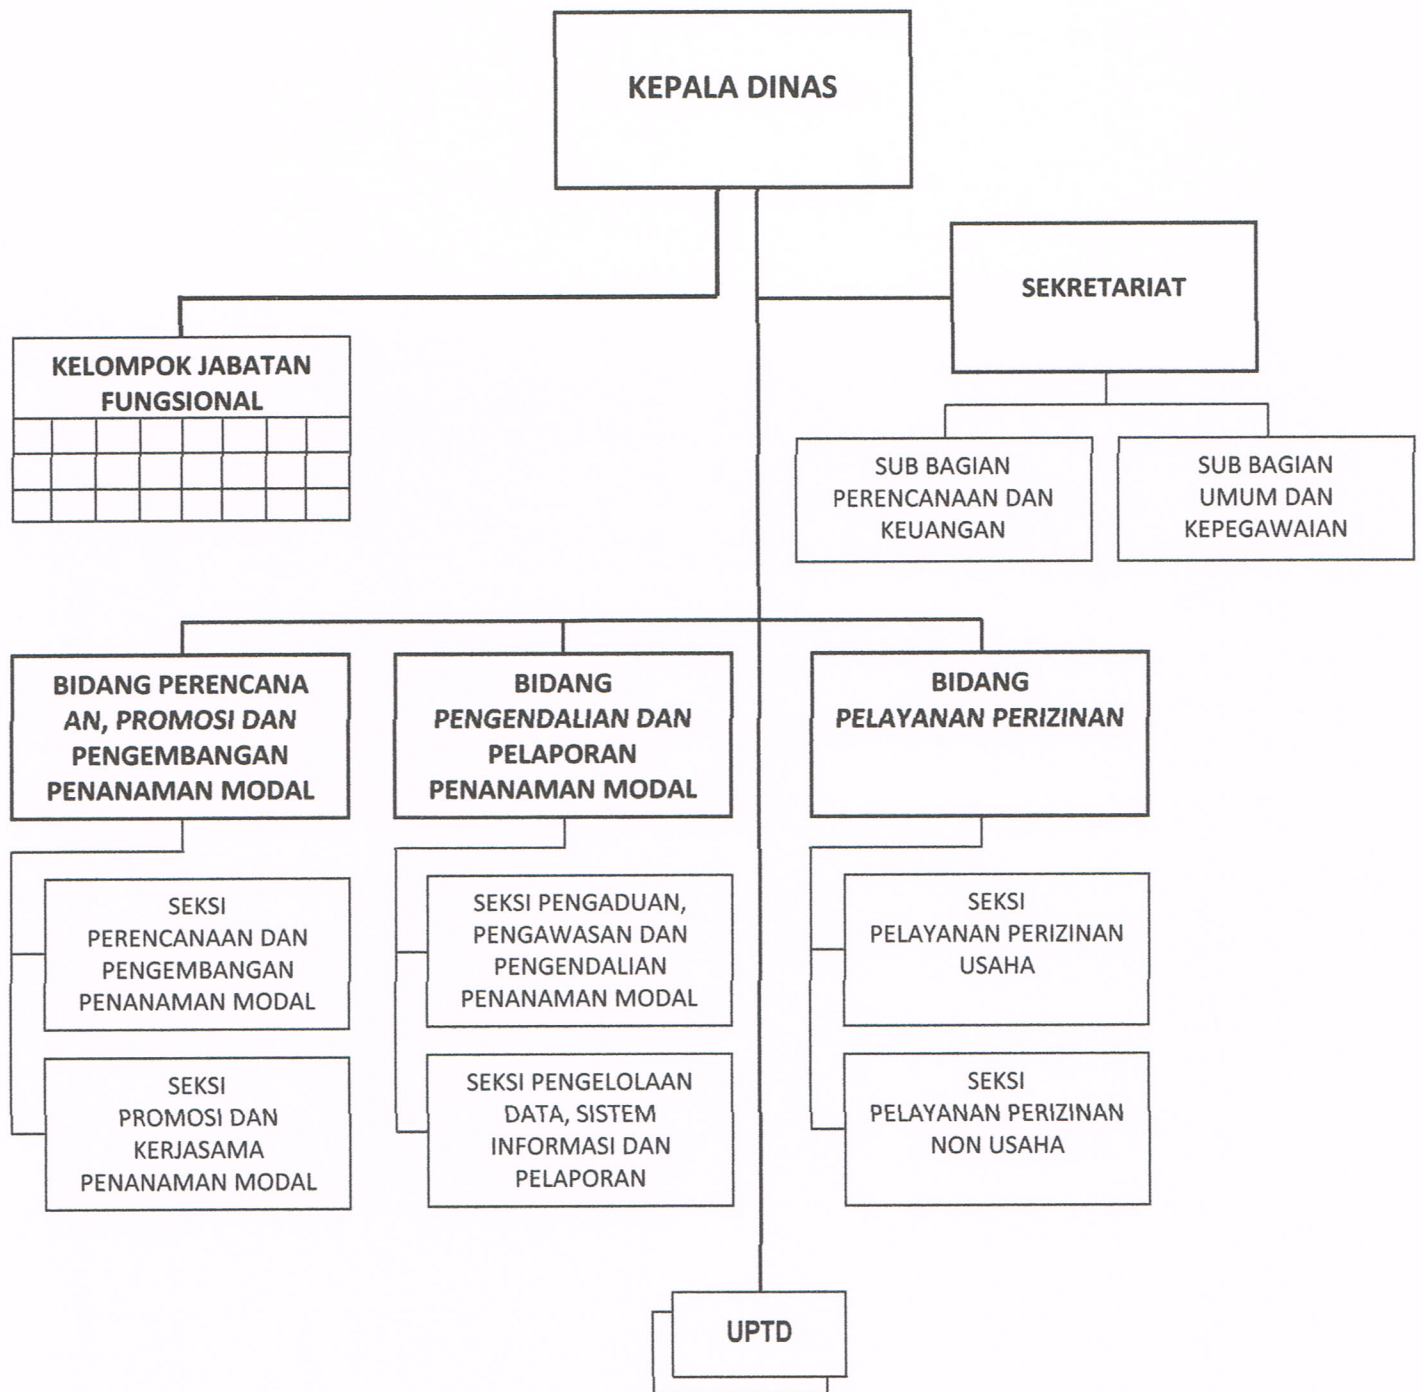 KEPALA DINAS
SEKRETARIAT
KELOMPOK JABATAN
FUNGSIONAL
SUB BAGIAN
PERENCANAAN DAN
KEUANGAN
SUB BAGIAN
UMUM DAN
KEPEGAWAIAN
BIDANG PERENCANA
AN, PROMOSI DAN
PENGEMBANGAN
PENANAMAN MODAL
BIDANG
PENGENDALIAN DAN
PELAPORAN
PENANAMAN MODAL
BIDANG
PELAYANAN PERIZINAN
SEKSI
PERENCANAAN DAN
PENGEMBANGAN
PENANAMAN MODAL
SEKSI PENGADUAN,
PENGAWASAN DAN
PENGENDALIAN
PENANAMAN MODAL
SEKSI
PELAYANAN PERIZINAN
USAHA
SEKSI
PROMOSI DAN
KERJASAMA
PENANAMAN MODAL
SEKSI PENGELOLAAN
DATA, SISTEM
INFORMASI DAN
PELAPORAN
SEKSI
PELAYANAN PERIZINAN
NON USAHA
UPTD